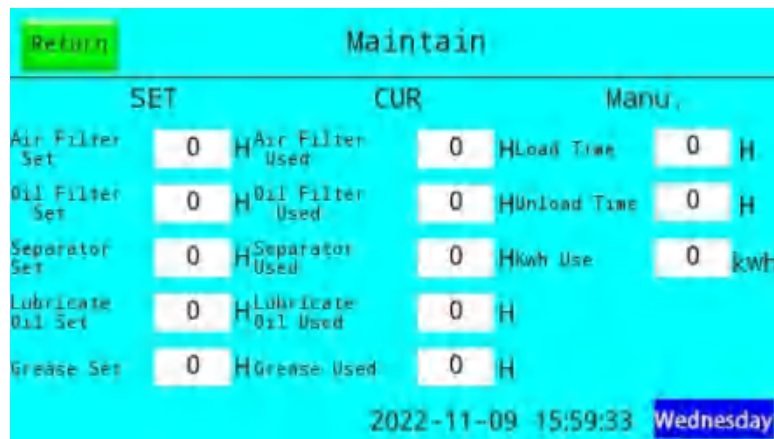 Return
Maintain
SET CUR Manu.
Air Filter Set 0 H Air Filter Used 0 H Load Time 0 H
Oil Filter Set 0 H Oil Filter Used 0 H Unload Time 0 H
Separator Set 0 H Separator Used 0 H Kwh Use 0 kwh
Lubricate Oil Set 0 H Lubricate Oil Used 0 H
Grease Set 0 H Grease Used 0 H
2022-11-09 15:59:33 Wednesday